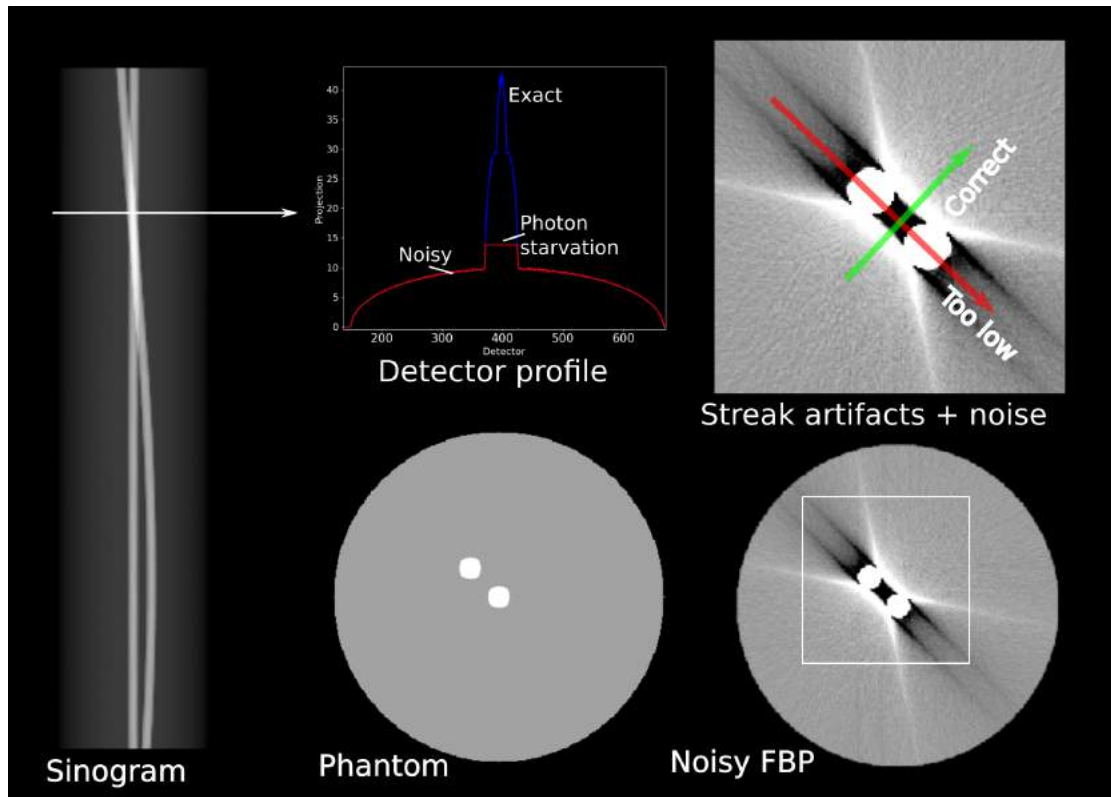 40
35
30
25
20
15
10
5
0
Projection
Exact
Photon
starvation
Noisy
200
300
400
500
600
Detector
Detector profile
Correct
Too low
Streak artifacts + noise
Sinogram
Phantom
Noisy FBP